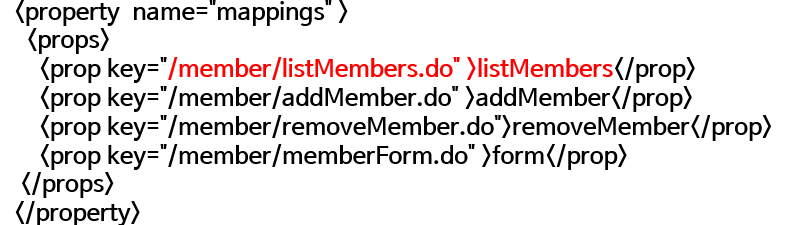 〈property  name="mappings" 〉
〈props〉
〈prop key="/member/listMembers.do" 〉listMembers〈/prop〉
〈prop key="/member/addMember.do" 〉addMember〈/prop〉
〈prop key="/member/removeMember.do"〉removeMember〈/prop〉
〈prop key="/member/memberForm.do" 〉form〈/prop〉
〈/props〉
〈/property〉